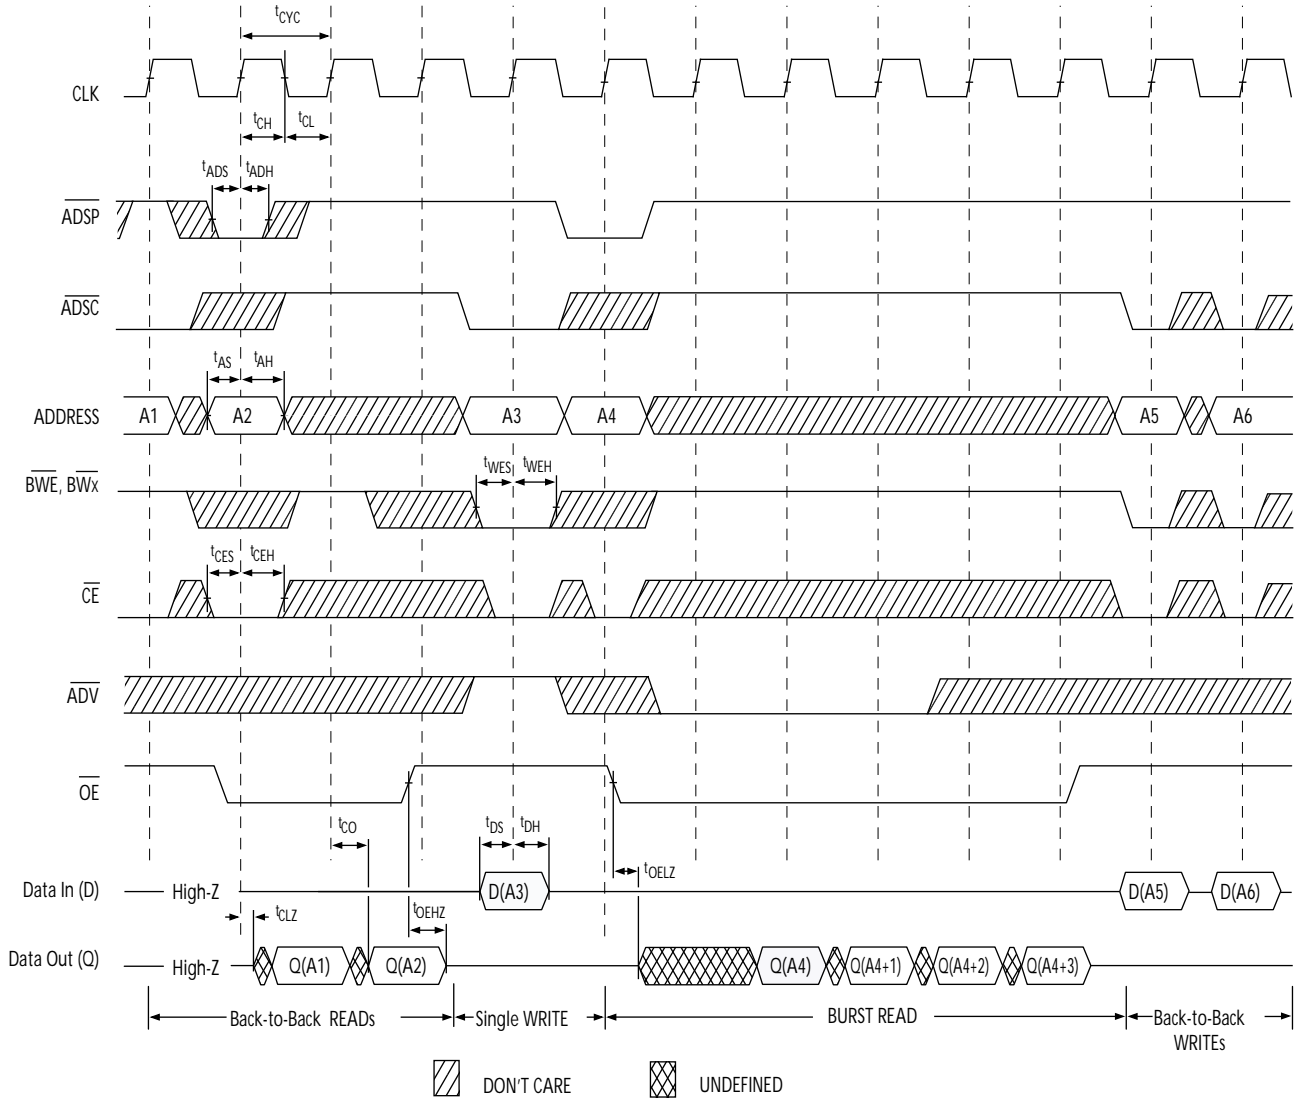 tCYC
CLK
tCH
tCL
tADS
tADH
ADSP
ADSC
tAS
tAH
ADDRESS
A1
A2
A3
A4
A5
A6
tWES
tWEH
BWE, BWx
tCES
tCEH
CE
ADV
OE
tCO
tDS
tDH
tOELZ
Data In (D)
High-Z
D(A3)
D(A5)
D(A6)
tCLZ
tOEHZ
Data Out (Q)
High-Z
Q(A1)
Q(A2)
Q(A4)
Q(A4+1)
Q(A4+2)
Q(A4+3)
Back-to-Back READs
Single WRITE
BURST READ
Back-to-Back
WRITEs
DON'T CARE
UNDEFINED